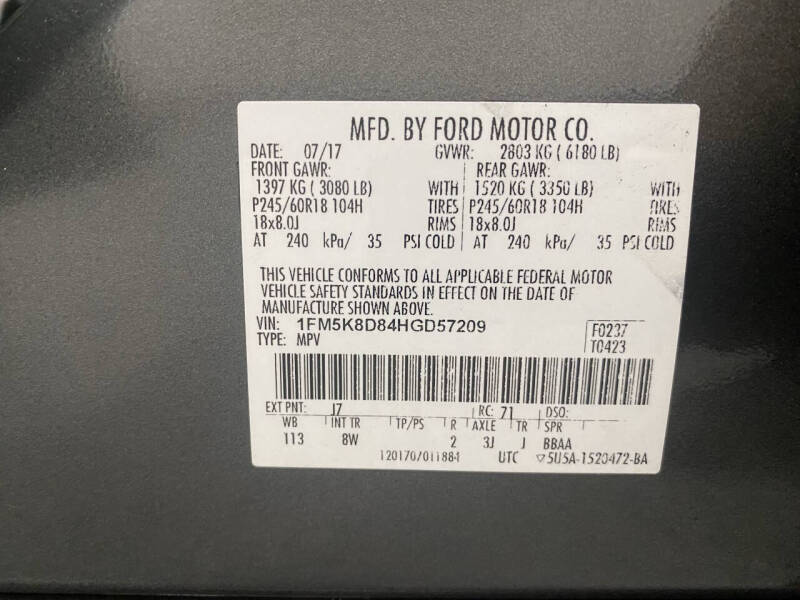 MFD. BY FORD MOTOR CO.
DATE: 07/17 GVWR: 2803 KG ( 6180 LB)
FRONT GAWR: REAR GAWR:
1397 KG ( 3080 LB) WITH 1520 KG ( 3350 LB) WITH
P245/60R18 104H TIRES P245/60R18 104H TIRES
18x8.0J RIMS 18x8.0J RIMS
AT 240 kPa/ 35 PSI COLD AT 240 kPa/ 35 PSI COLD
THIS VEHICLE CONFORMS TO ALL APPLICABLE FEDERAL MOTOR
VEHICLE SAFETY STANDARDS IN EFFECT ON THE DATE OF
MANUFACTURE SHOWN ABOVE.
VIN: 1FM5K8D84HGD57209 F0237
TYPE: MPV T0423
EXT PNT: J7 RC: 71 DSO:
WB INT TR TP/PS R AXLE TR SPR
113 8W 2 3J J BBAA
120170/011884 UTC ▽5U5A-1520472-BA